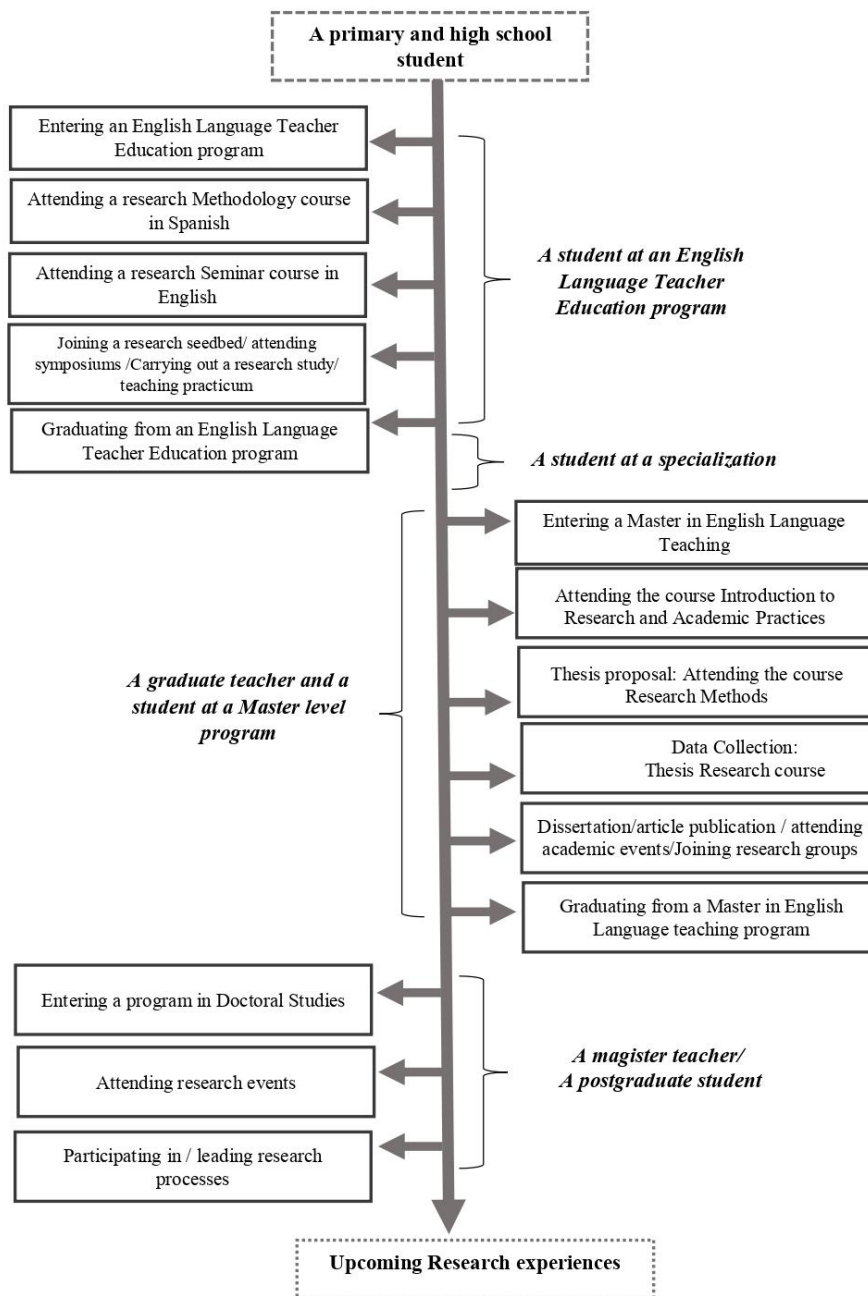 A primary and high school
student
Entering an English Language Teacher
Education program
Attending a research Methodology course
in Spanish
Attending a research Seminar course in
English
Joining a research seedbed/ attending
symposiums /Carrying out a research study/
teaching practicum
Graduating from an English Language
Teacher Education program
A student at an English
Language Teacher
Education program
A student at a specialization
Entering a Master in English Language
Teaching
Attending the course Introduction to
Research and Academic Practices
Thesis proposal: Attending the course
Research Methods
Data Collection:
Thesis Research course
Dissertation/article publication / attending
academic events/Joining research groups
Graduating from a Master in English
Language teaching program
A graduate teacher and a
student at a Master level
program
Entering a program in Doctoral Studies
Attending research events
Participating in / leading research
processes
A magister teacher/
A postgraduate student
Upcoming Research experiences